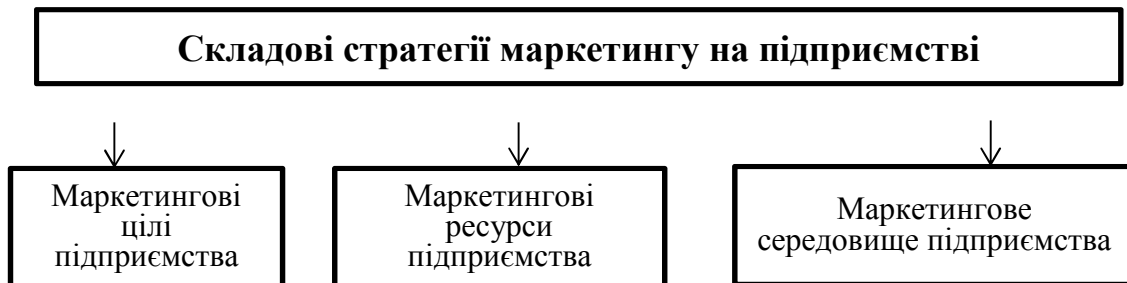 Складові стратегії маркетингу на підприємстві
Маркетингові
цілі
підприємства
Маркетингові
ресурси
підприємства
Маркетингове
середовище підприємства